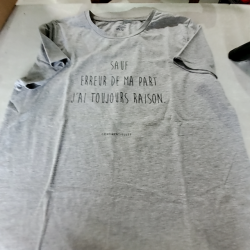 SAUF
ERREUR DE MA PART
J'AI TOUJOURS RAISON...